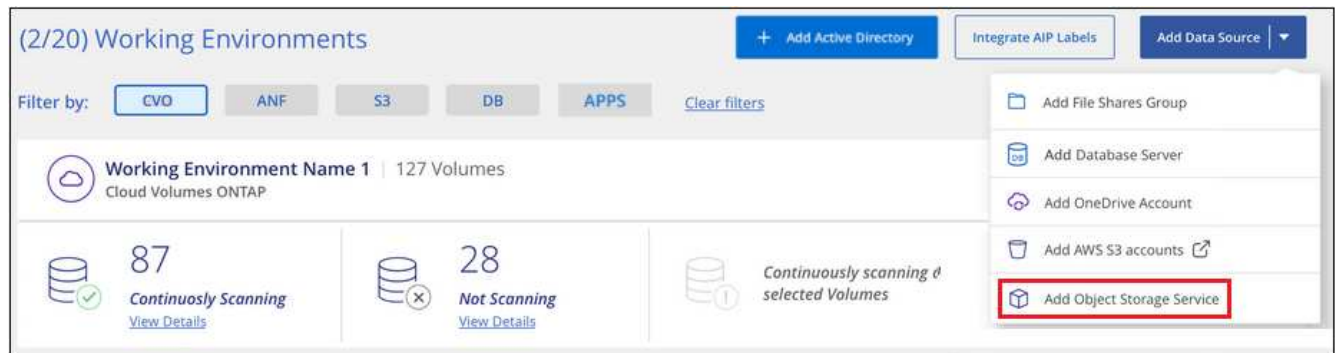 (2/20) Working Environments
+ Add Active Directory
Integrate AIP Labels
Add Data Source
Filter by:
CVO
ANF
S3
DB
APPS
Clear filters
Working Environment Name 1 | 127 Volumes
Cloud Volumes ONTAP
87
Continuosly Scanning
View Details
28
Not Scanning
View Details
Continuously scanning
selected Volumes
Add File Shares Group
DB
Add Database Server
Add OneDrive Account
Add AWS S3 accounts
Add Object Storage Service